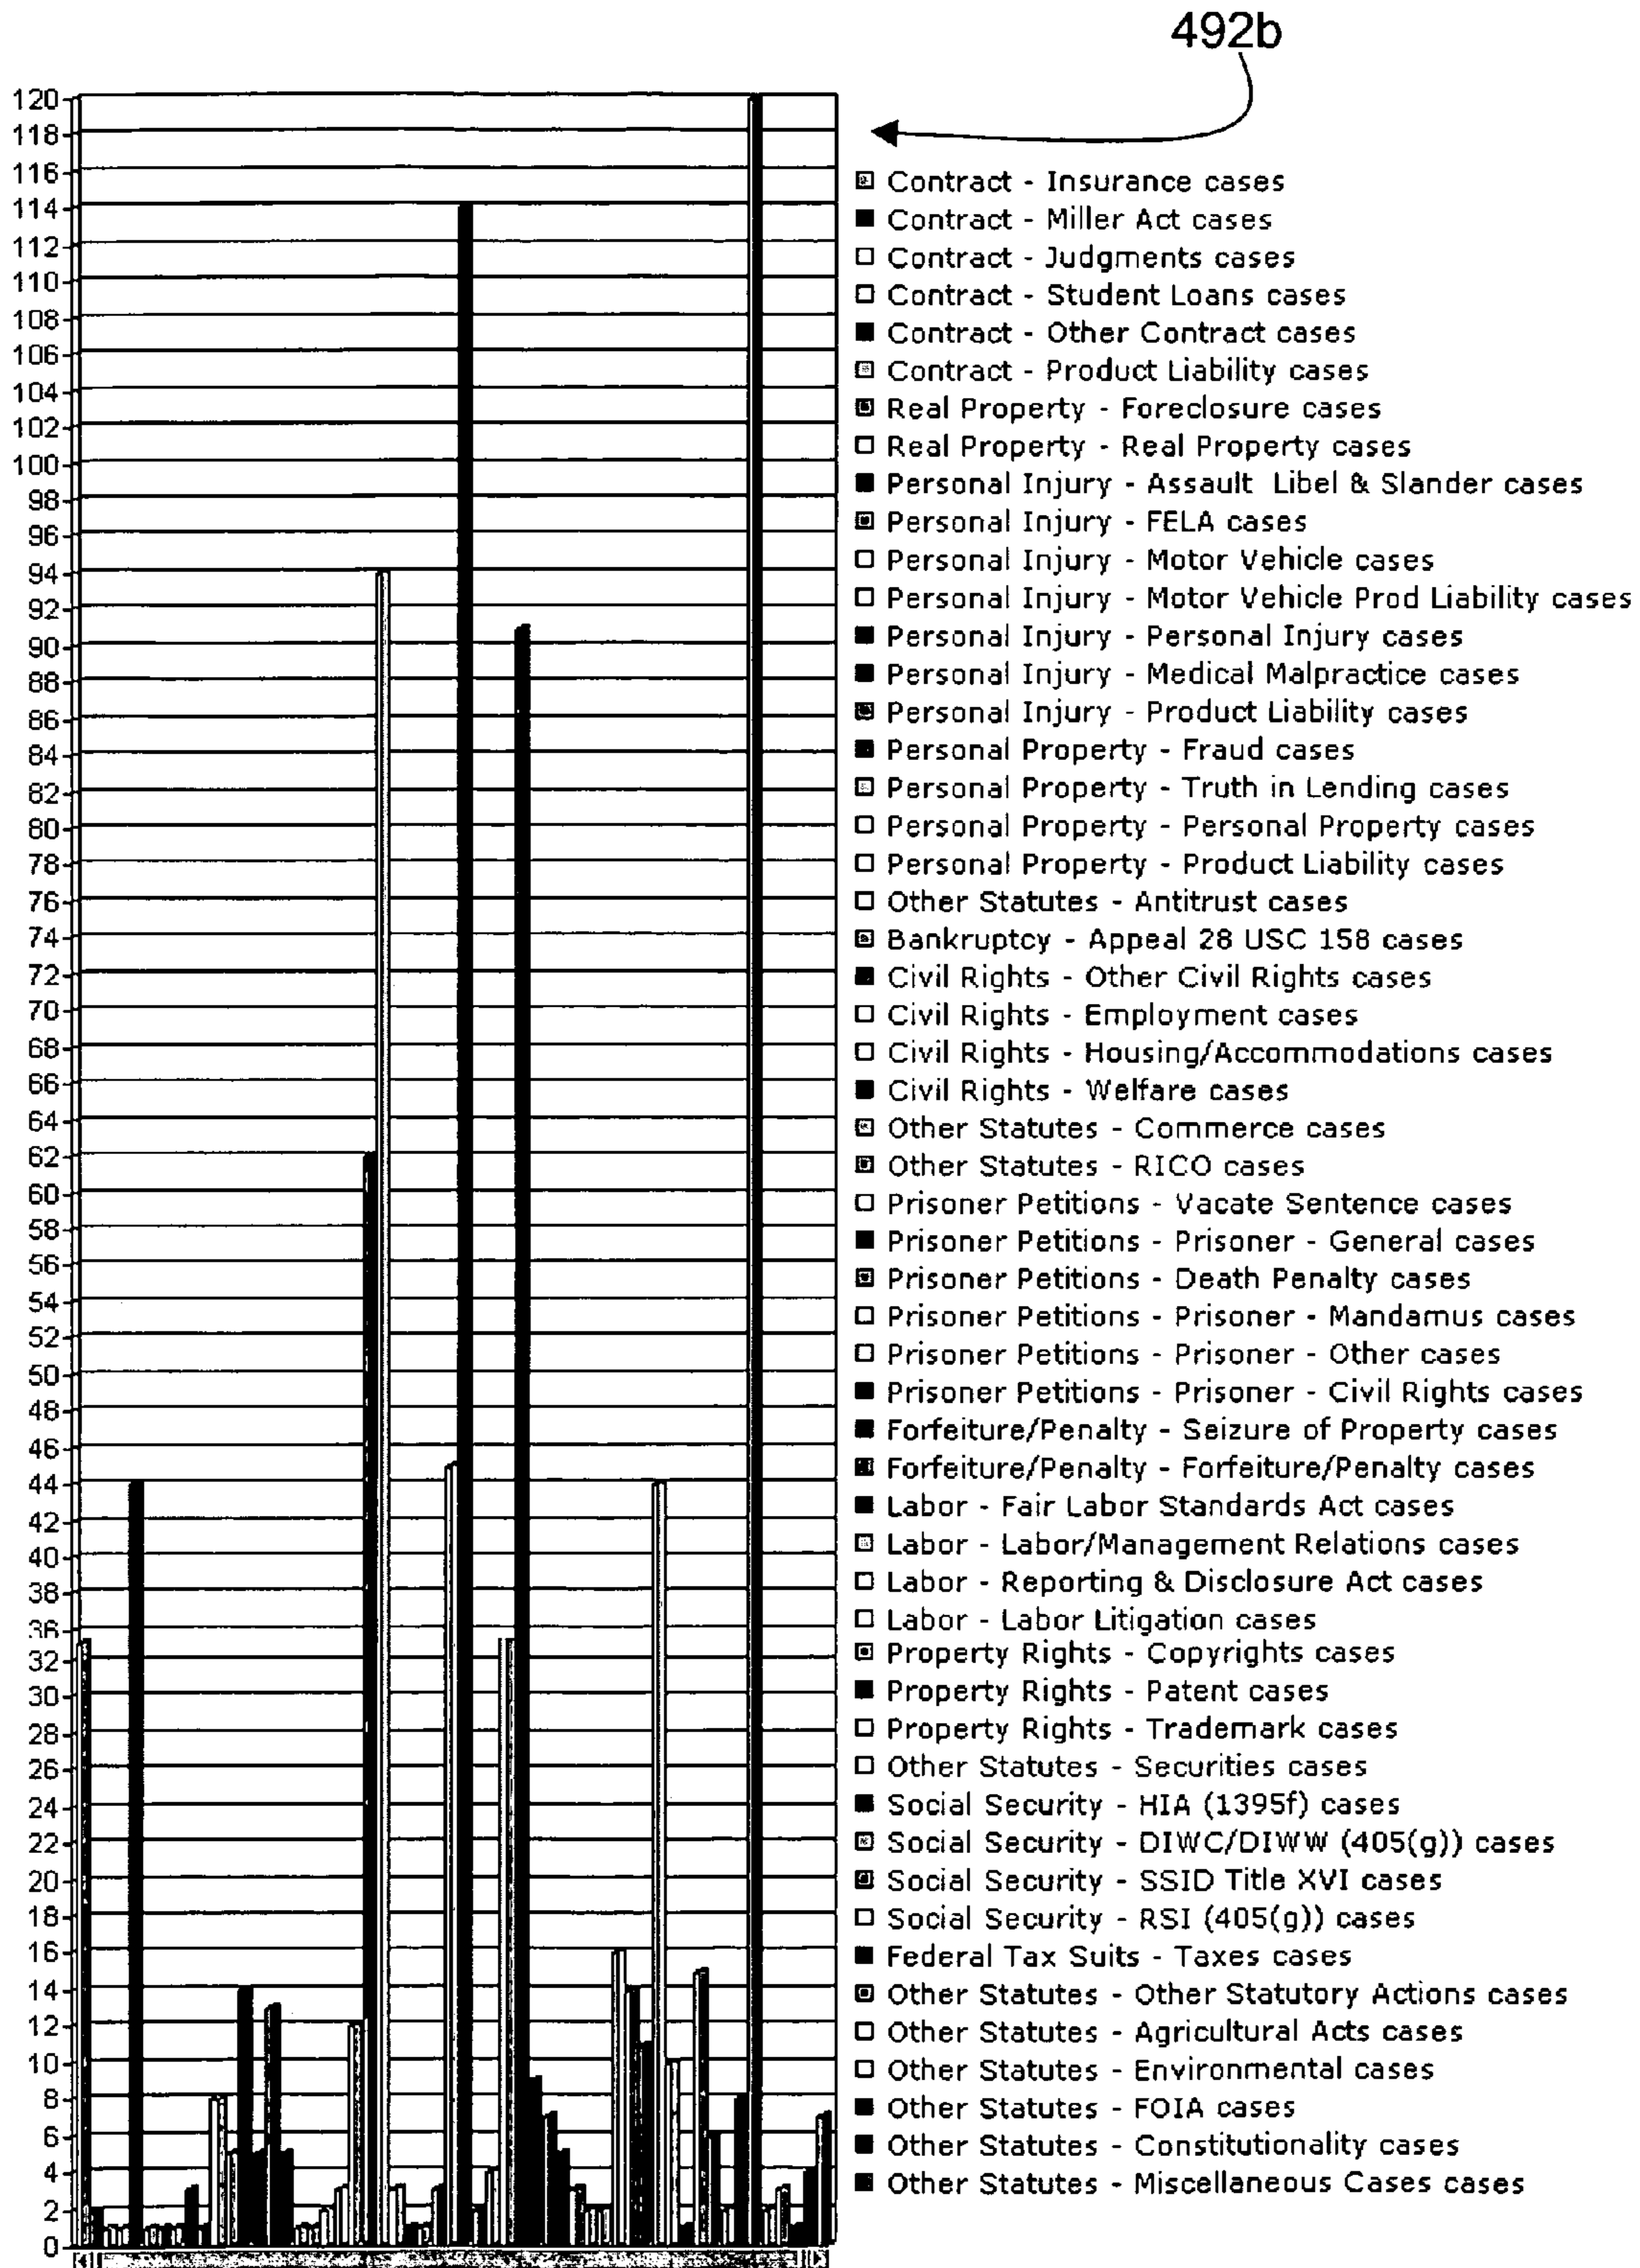 492b
120
118
116
114
112
110
108
106
104
102
100
98
96
94
92
90
88
86
84
82
80
78
76
74
72
70
68
66
64
62
60
58
56
54
52
50
48
46
44
42
40
38
36
32
30
28
26
24
22
20
18
16
14
12
10
8
6
4
2
0
Contract - Insurance cases
Contract - Miller Act cases
Contract - Judgments cases
Contract - Student Loans cases
Contract - Other Contract cases
Contract - Product Liability cases
Real Property - Foreclosure cases
Real Property - Real Property cases
Personal Injury - Assault Libel & Slander cases
Personal Injury - FELA cases
Personal Injury - Motor Vehicle cases
Personal Injury - Motor Vehicle Prod Liability cases
Personal Injury - Personal Injury cases
Personal Injury - Medical Malpractice cases
Personal Injury - Product Liability cases
Personal Property - Fraud cases
Personal Property - Truth in Lending cases
Personal Property - Personal Property cases
Personal Property - Product Liability cases
Other Statutes - Antitrust cases
Bankruptcy - Appeal 28 USC 158 cases
Civil Rights - Other Civil Rights cases
Civil Rights - Employment cases
Civil Rights - Housing/Accommodations cases
Civil Rights - Welfare cases
Other Statutes - Commerce cases
Other Statutes - RICO cases
Prisoner Petitions - Vacate Sentence cases
Prisoner Petitions - Prisoner - General cases
Prisoner Petitions - Death Penalty cases
Prisoner Petitions - Prisoner - Mandamus cases
Prisoner Petitions - Prisoner - Other cases
Prisoner Petitions - Prisoner - Civil Rights cases
Forfeiture/Penalty - Seizure of Property cases
Forfeiture/Penalty - Forfeiture/Penalty cases
Labor - Fair Labor Standards Act cases
Labor - Labor/Management Relations cases
Labor - Reporting & Disclosure Act cases
Labor - Labor Litigation cases
Property Rights - Copyrights cases
Property Rights - Patent cases
Property Rights - Trademark cases
Other Statutes - Securities cases
Social Security - HIA (1395f) cases
Social Security - DIWC/DIWW (405(g)) cases
Social Security - SSID Title XVI cases
Social Security - RSI (405(g)) cases
Federal Tax Suits - Taxes cases
Other Statutes - Other Statutory Actions cases
Other Statutes - Agricultural Acts cases
Other Statutes - Environmental cases
Other Statutes - FOIA cases
Other Statutes - Constitutionality cases
Other Statutes - Miscellaneous Cases cases